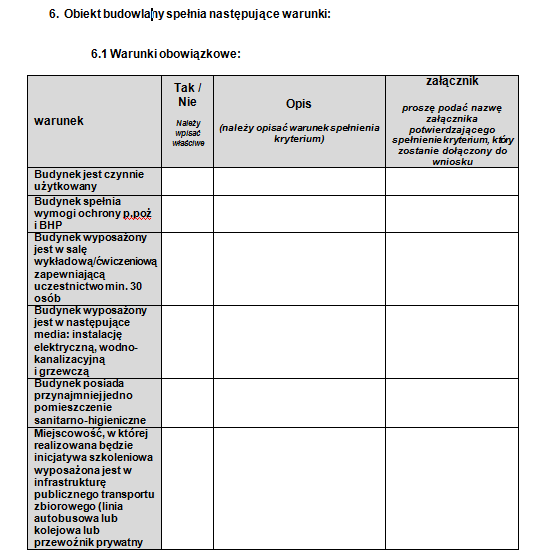 6. Obiekt budowlany spełnia następujące warunki:
6.1 Warunki obowiązkowe:
warunek
Tak /
Nie
Należy
wpisać
właściwe
Opis
(należy opisać warunek spełnienia
kryterium)
załącznik
proszę podać nazwę
załącznika
potwierdzającego
spełnienie kryterium, który
zostanie dołączony do
wniosku
Budynek jest czynnie
użytkowany
Budynek spełnia
wymogi ochrony p.poż
i BHP
Budynek wyposażony
jest w salę
wykładową/ćwiczeniową
zapewniającą
uczestnictwo min. 30
osób
Budynek wyposażony
jest w następujące
media: instalację
elektryczną, wodno-
kanalizacyjną
i grzewczą
Budynek posiada
przynajmniej jedno
pomieszczenie
sanitarno-higieniczne
Miejscowość, w której
realizowana będzie
inicjatywa szkoleniowa
wyposażona jest w
infrastrukturę
publicznego transportu
zbiorowego (linia
autobusowa lub
kolejowa lub
przewoźnik prywatny